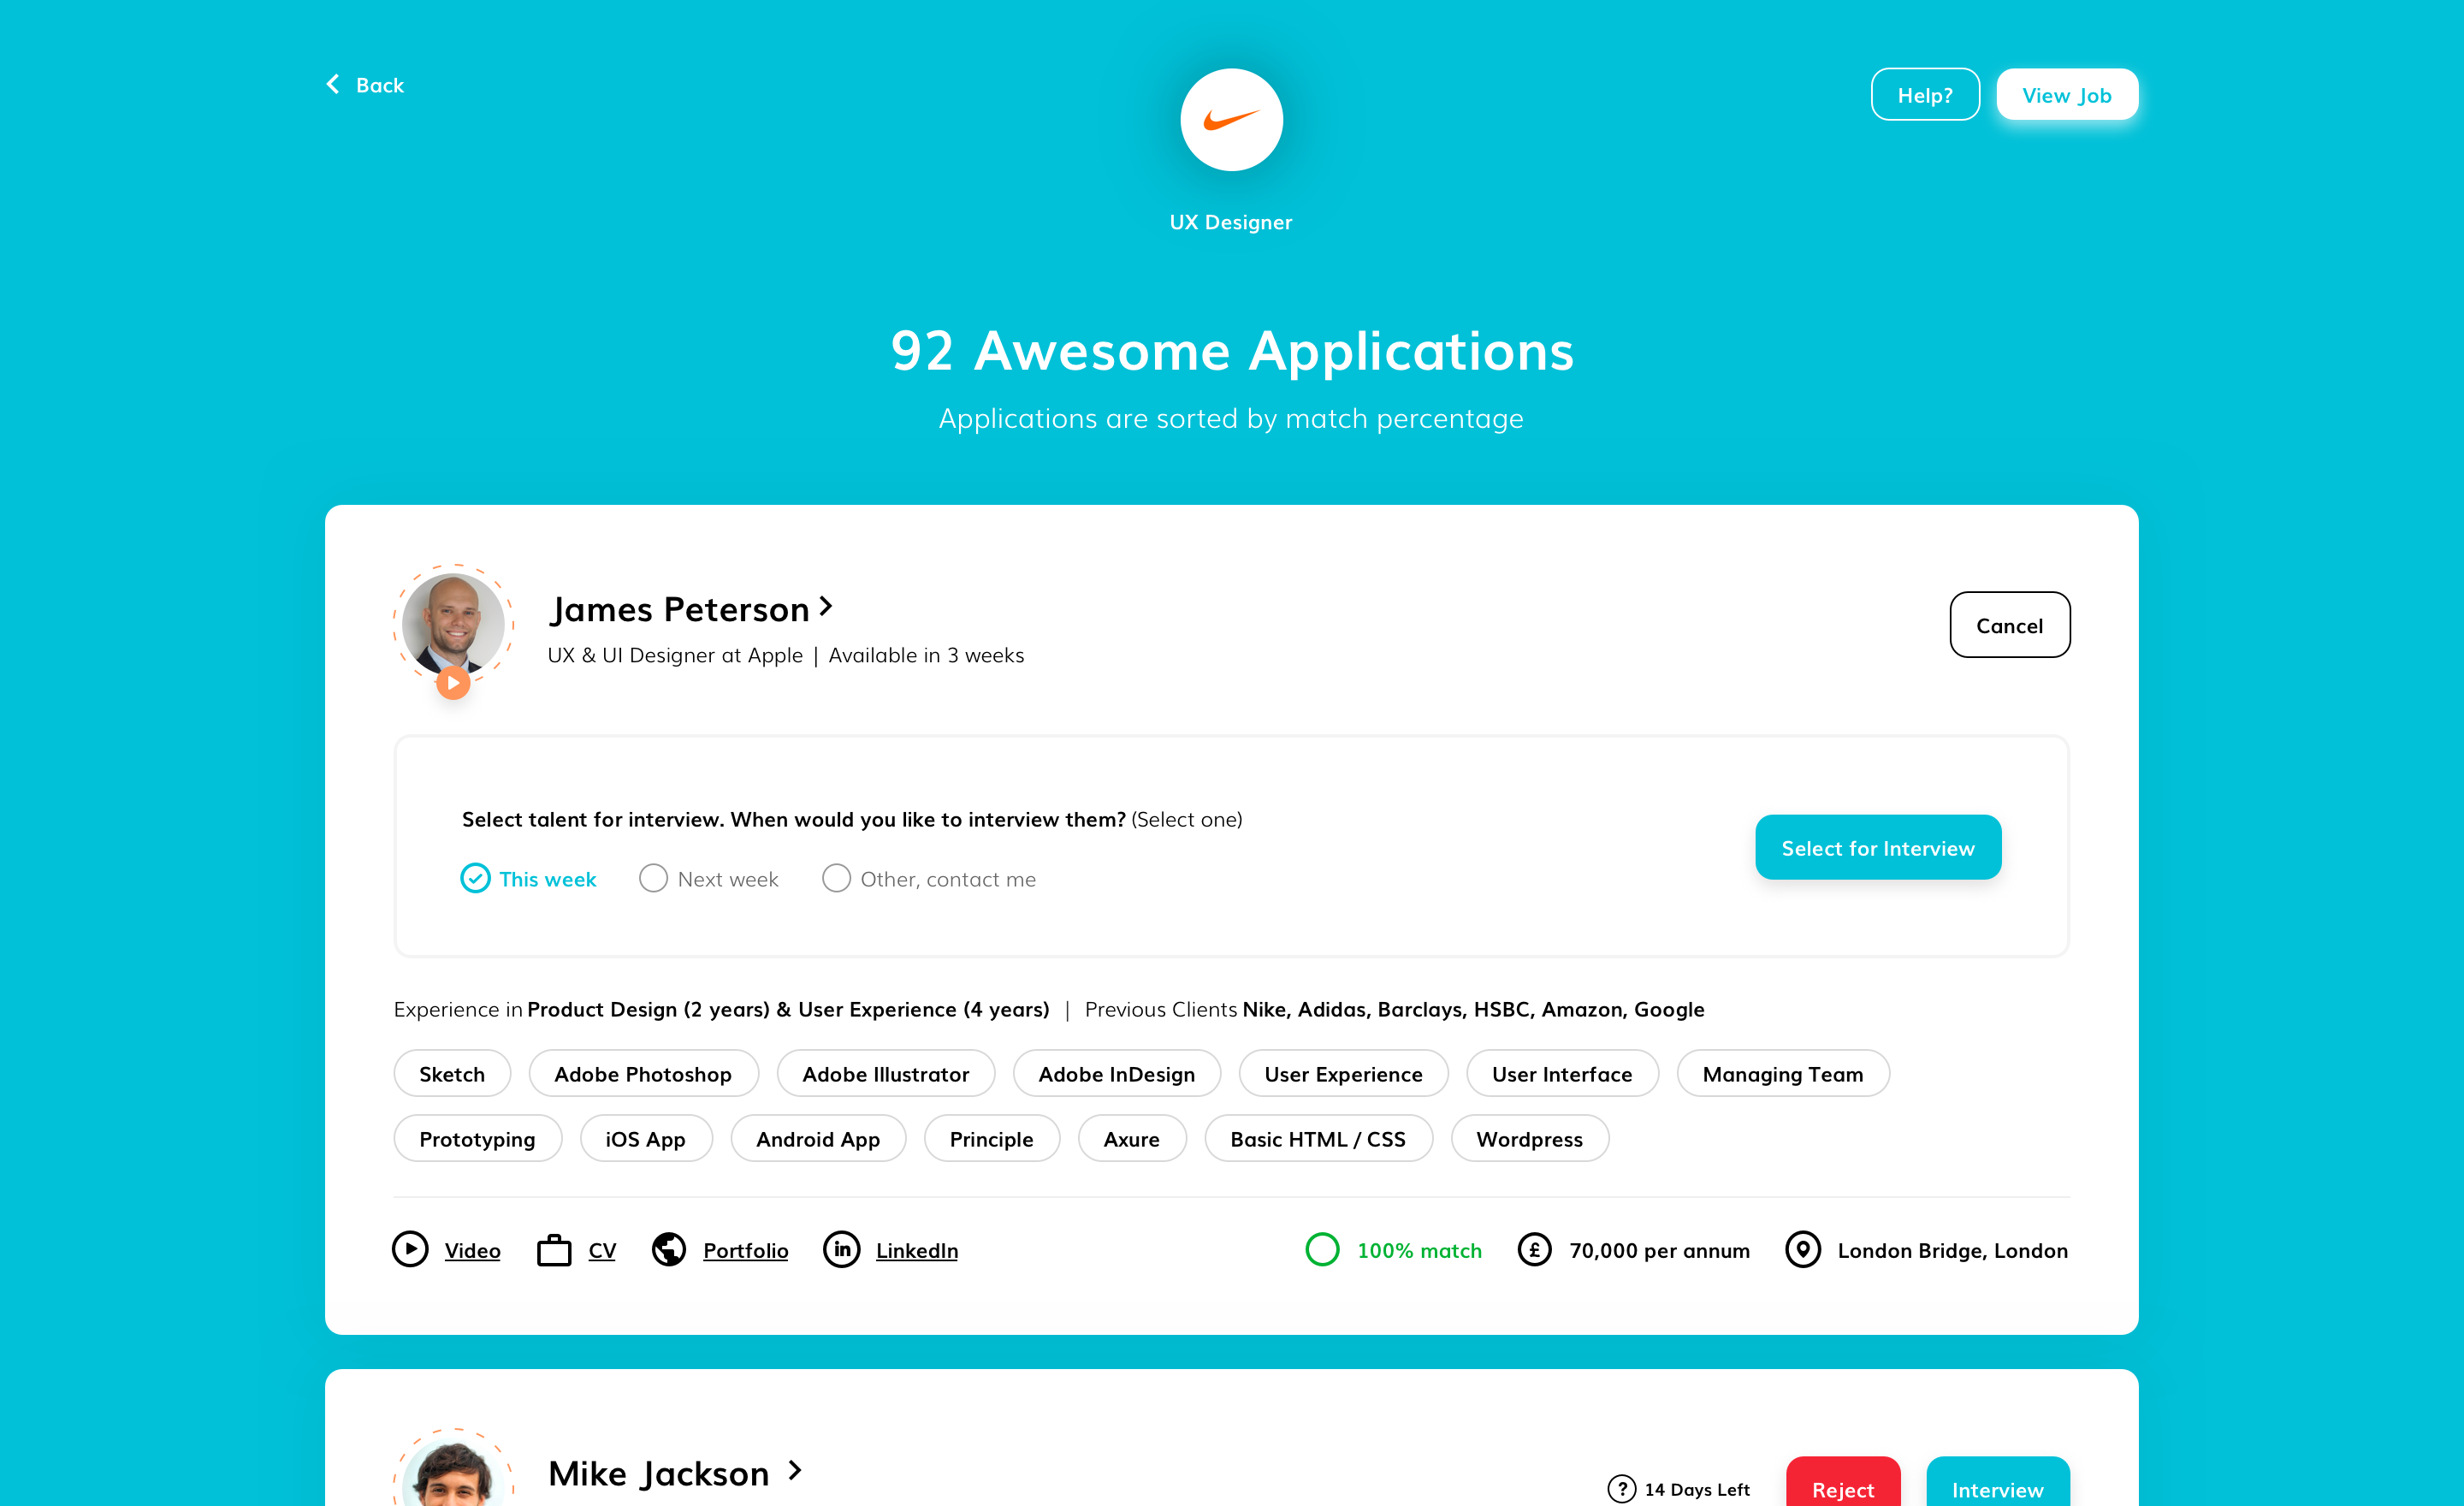 Back
Help?
View Job
UX Designer
92 Awesome Applications
Applications are sorted by match percentage
James Peterson
UX & UI Designer at Apple | Available in 3 weeks
Cancel
Select talent for interview. When would you like to interview them? (Select one)
This week
Next week
Other, contact me
Select for Interview
Experience in Product Design (2 years) & User Experience (4 years) | Previous Clients Nike, Adidas, Barclays, HSBC, Amazon, Google
Sketch
Adobe Photoshop
Adobe Illustrator
Adobe InDesign
User Experience
User Interface
Managing Team
Prototyping
iOS App
Android App
Principle
Axure
Basic HTML / CSS
Wordpress
Video
CV
Portfolio
in LinkedIn
100% match
£ 70,000 per annum
London Bridge, London
Mike Jackson
? 14 Days Left
Reject
Interview